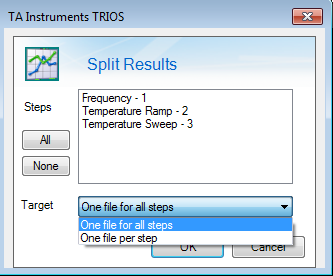 TA Instruments TRIOS
Split Results
Steps
Frequency - 1
Temperature Ramp - 2
Temperature Sweep - 3
All
None
Target
One file for all steps
One file for all steps
One file per step
OK
Cancel